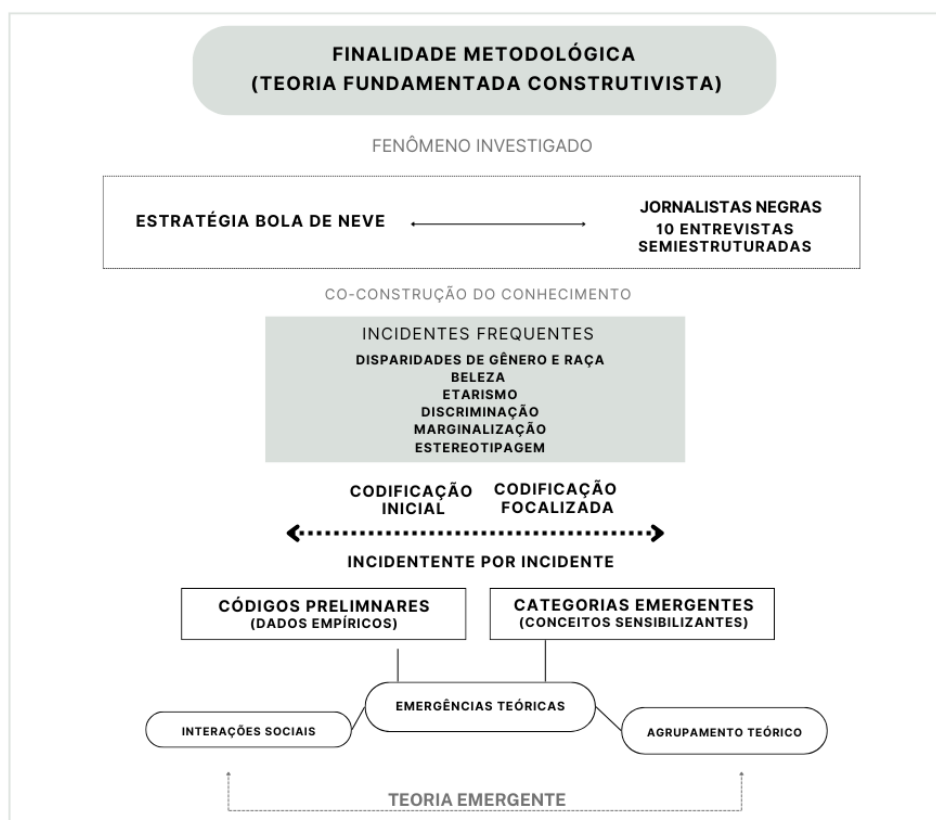 FINALIDADE METODOLÓGICA
(TEORIA FUNDAMENTADA CONSTRUTIVISTA)
FENÔMENO INVESTIGADO
ESTRATÉGIA BOLA DE NEVE
JORNALISTAS NEGRAS
10 ENTREVISTAS
SEMIESTRUTURADAS
CO-CONSTRUÇÃO DO CONHECIMENTO
INCIDENTES FREQUENTES
DISPARIDADES DE GÊNERO E RAÇA
BELEZA
ETARISMO
DISCRIMINAÇÃO
MARGINALIZAÇÃO
ESTEREOTIPAGEM
CODIFICAÇÃO
INICIAL
CODIFICAÇÃO
FOCALIZADA
INCIDENTENTE POR INCIDENTE
CÓDIGOS PRELIMNARES
(DADOS EMPÍRICOS)
CATEGORIAS EMERGENTES
(CONCEITOS SENSIBILIZANTES)
EMERGÊNCIAS TEÓRICAS
INTERAÇÕES SOCIAIS
AGRUPAMENTO TEÓRICO
TEORIA EMERGENTE